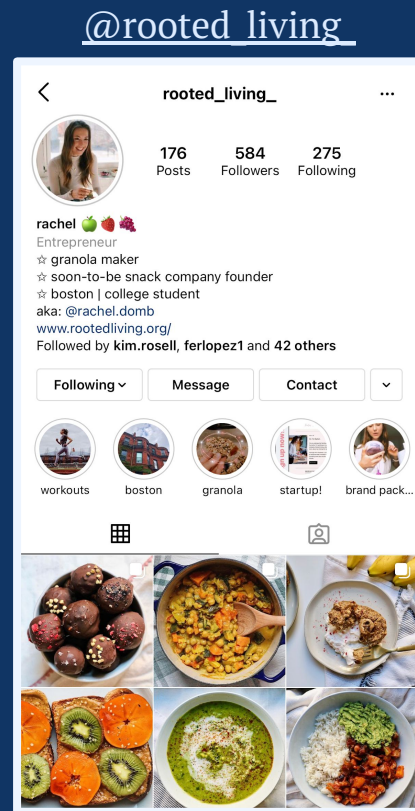 @rooted_living_
rooted_living_
176 584 275
Posts Followers Following
rachel 🍏🍓🍇
Entrepreneur
☆ granola maker
☆ soon-to-be snack company founder
☆ boston | college student
aka: @rachel.domb
www.rootedliving.org/
Followed by kim.rosell, ferlopez1 and 42 others
Following Message Contact
workouts boston granola startup! brand pack...